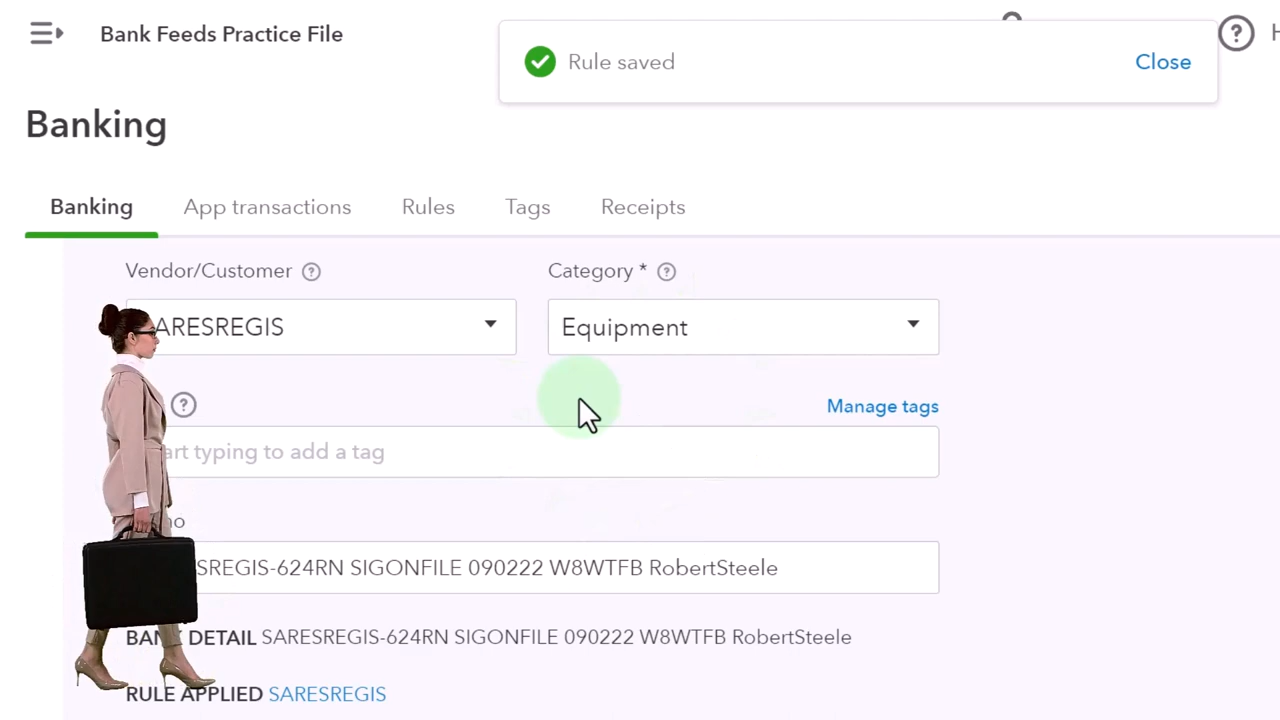 Bank Feeds Practice File
Rule saved
Close
H
Banking
Banking
App transactions
Rules
Tags
Receipts
Vendor/Customer
Category *
ARESREGIS
Equipment
Manage tags
art typing to add a tag
no
SREGIS-624RN SIGONFILE 090222 W8WTFB RobertSteele
BANK DETAIL SARESREGIS-624RN SIGONFILE 090222 W8WTFB RobertSteele
RULE APPLIED SARESREGIS